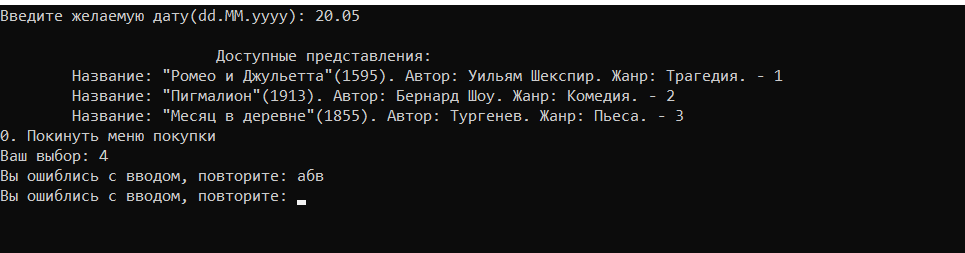 Введите желаемую дату(dd.MM.yyyy): 20.05
Доступные представления:
Название: "Ромео и Джульетта"(1595). Автор: Уильям Шекспир. Жанр: Трагедия. - 1
Название: "Пигмалион"(1913). Автор: Бернард Шоу. Жанр: Комедия. - 2
Название: "Месяц в деревне"(1855). Автор: Тургенев. Жанр: Пьеса. - 3
0. Покинуть меню покупки
Ваш выбор: 4
Вы ошиблись с вводом, повторите: абв
Вы ошиблись с вводом, повторите: